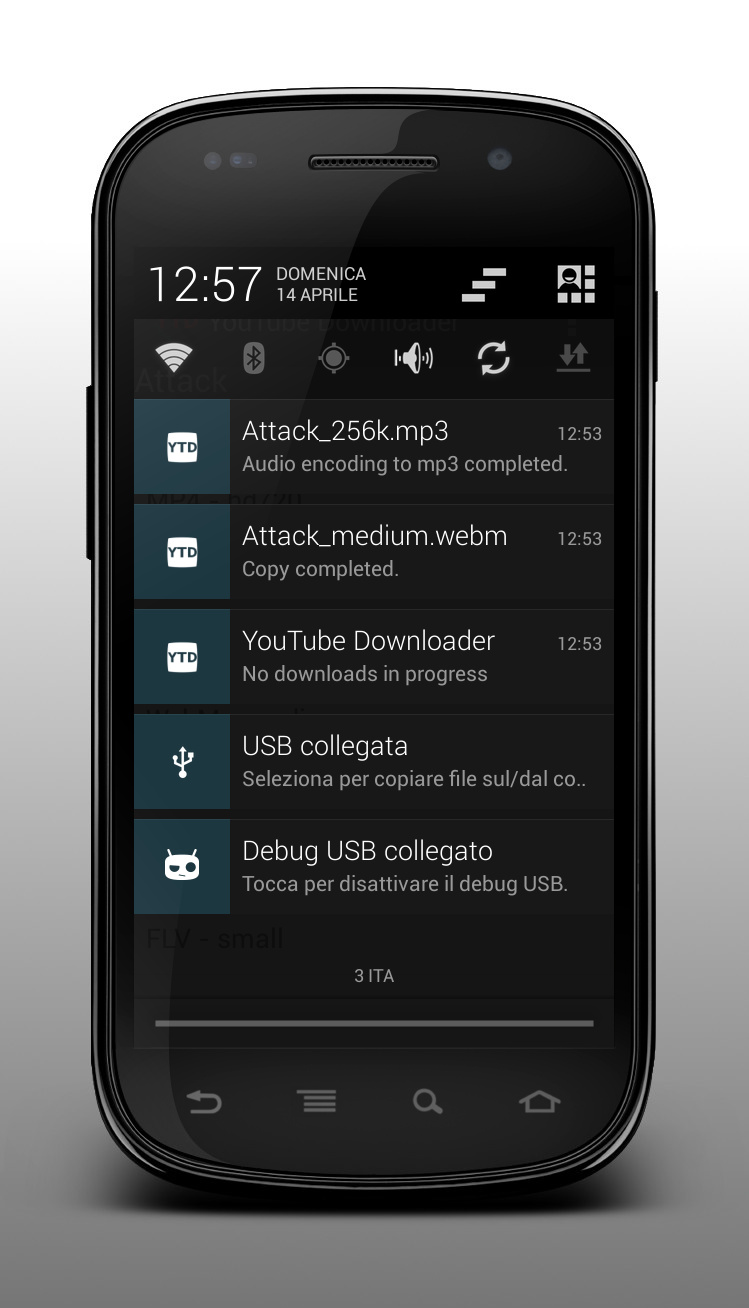 12:57
DOMENICA
14 APRILE
YouTube Downloader
Attack
YTD
Attack_256k.mp3
12:53
Audio encoding to mp3 completed.
MP4 - hd720
YTD
Attack_medium.webm
12:53
Copy completed.
YTD
YouTube Downloader
12:53
No downloads in progress
USB collegata
Seleziona per copiare file sul/dal co..
Debug USB collegato
Tocca per disattivare il debug USB.
FLV - small
3 ITA